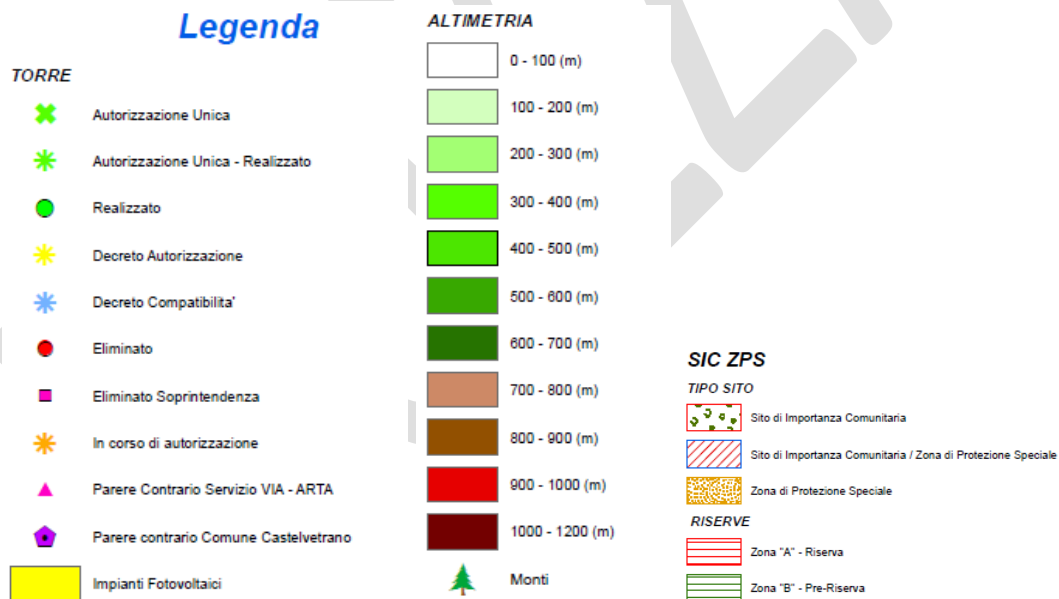 Legenda
TORRE
Autorizzazione Unica
Autorizzazione Unica - Realizzato
Realizzato
Decreto Autorizzazione
Decreto Compatibilita'
Eliminato
Eliminato Soprintendenza
In corso di autorizzazione
Parere Contrario Servizio VIA - ARTA
Parere contrario Comune Castelvetrano
Impianti Fotovoltaici
ALTIMETRIA
0 - 100 (m)
100 - 200 (m)
200 - 300 (m)
300 - 400 (m)
400 - 500 (m)
500 - 600 (m)
600 - 700 (m)
700 - 800 (m)
800 - 900 (m)
900 - 1000 (m)
1000 - 1200 (m)
Monti
SIC ZPS
TIPO SITO
Sito di Importanza Comunitaria
Sito di Importanza Comunitaria / Zona di Protezione Speciale
Zona di Protezione Speciale
RISERVE
Zona "A" - Riserva
Zona "B" - Pre-Riserva